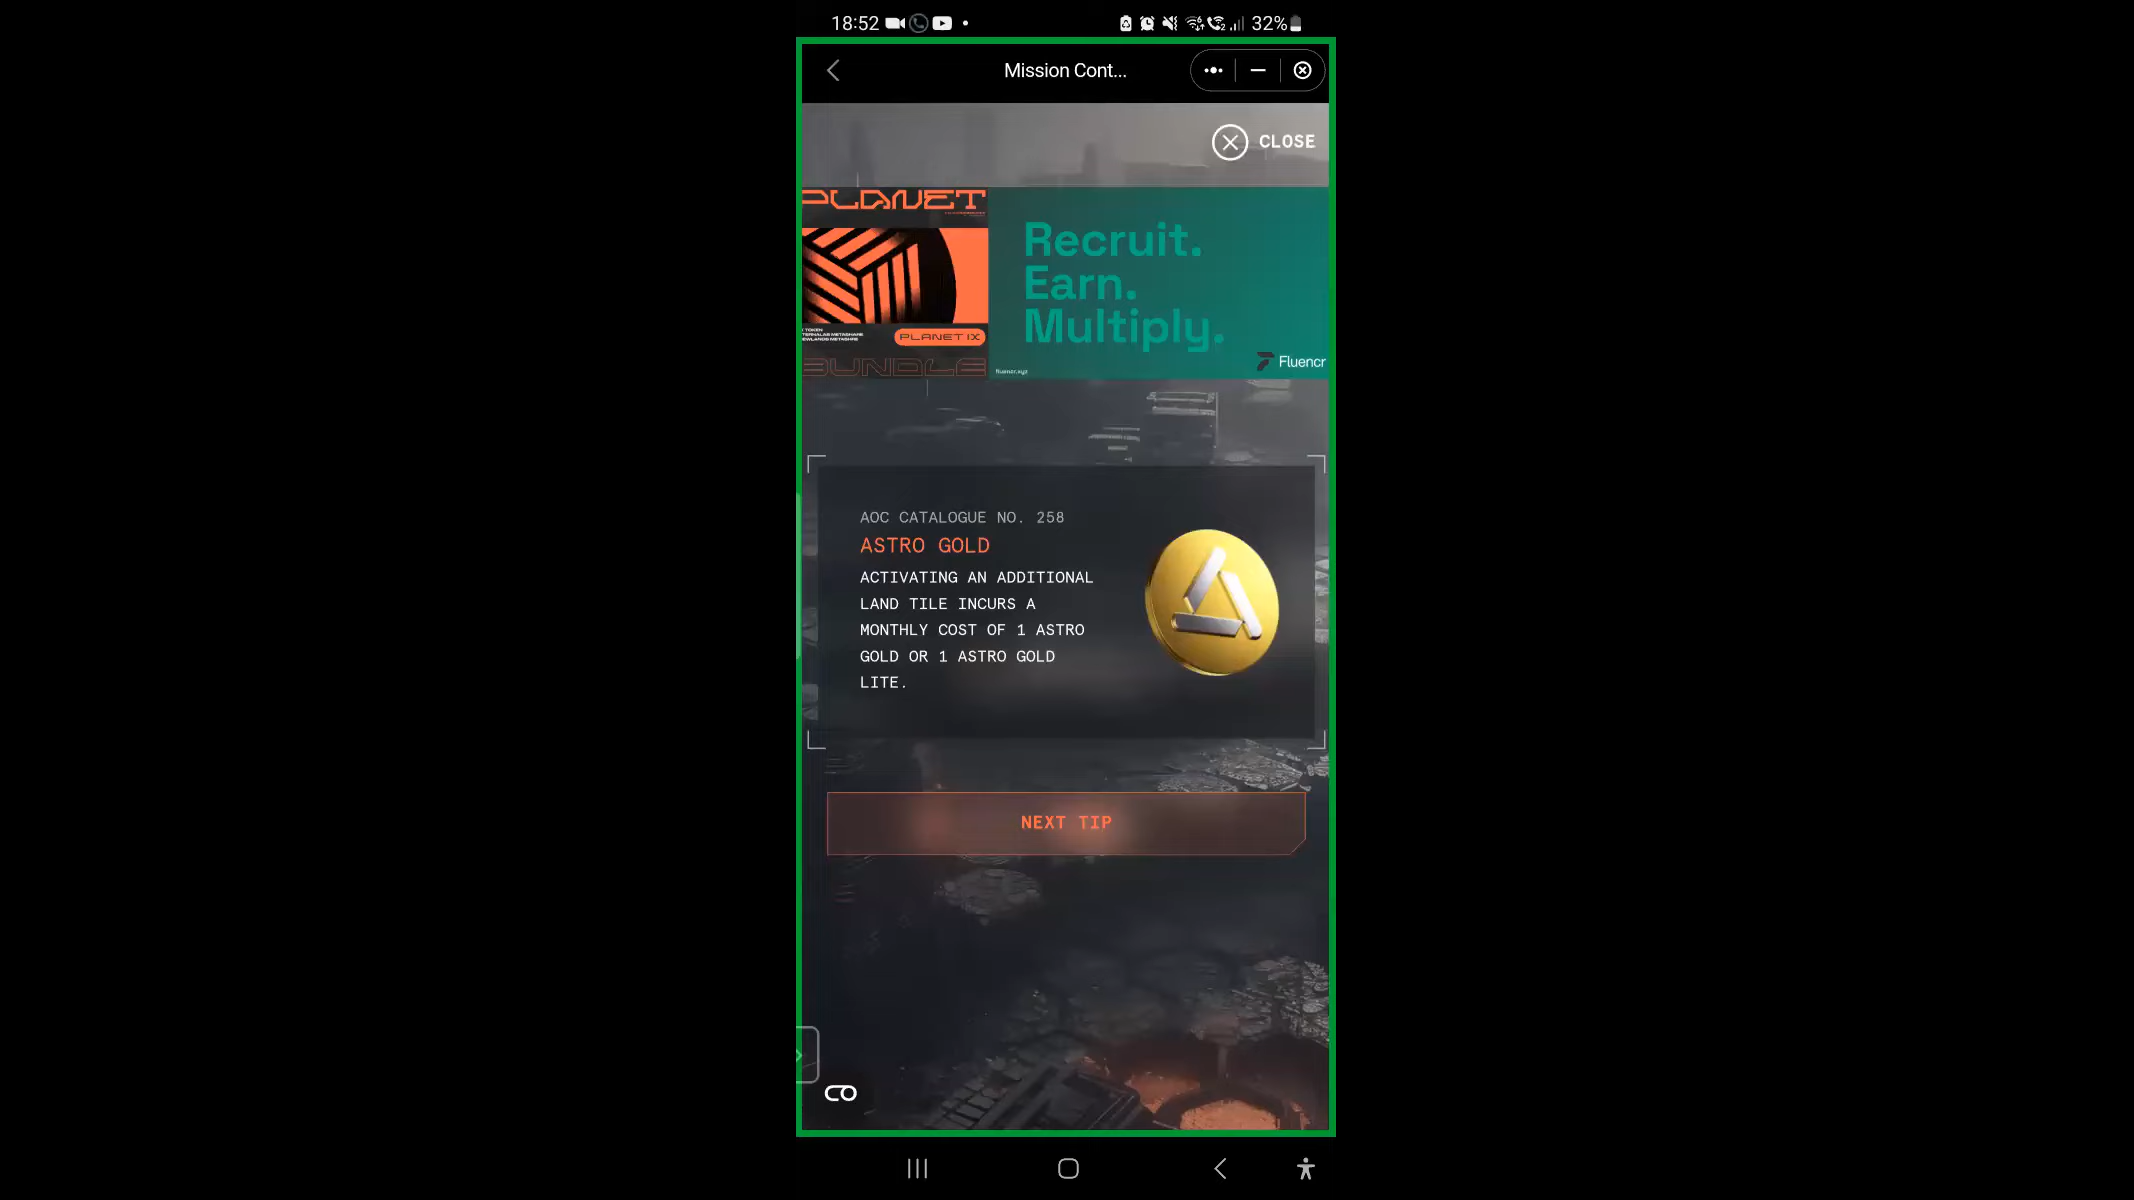 18:52
32%
Mission Cont...
CLOSE
PLANET
Recruit.
Earn.
Multiply.
PLANET IX
BUNDLE
fluencr.xyz
Fluencr
AOC CATALOGUE NO. 258
ASTRO GOLD
ACTIVATING AN ADDITIONAL
LAND TILE INCURS A
MONTHLY COST OF 1 ASTRO
GOLD OR 1 ASTRO GOLD
LITE.
NEXT TIP